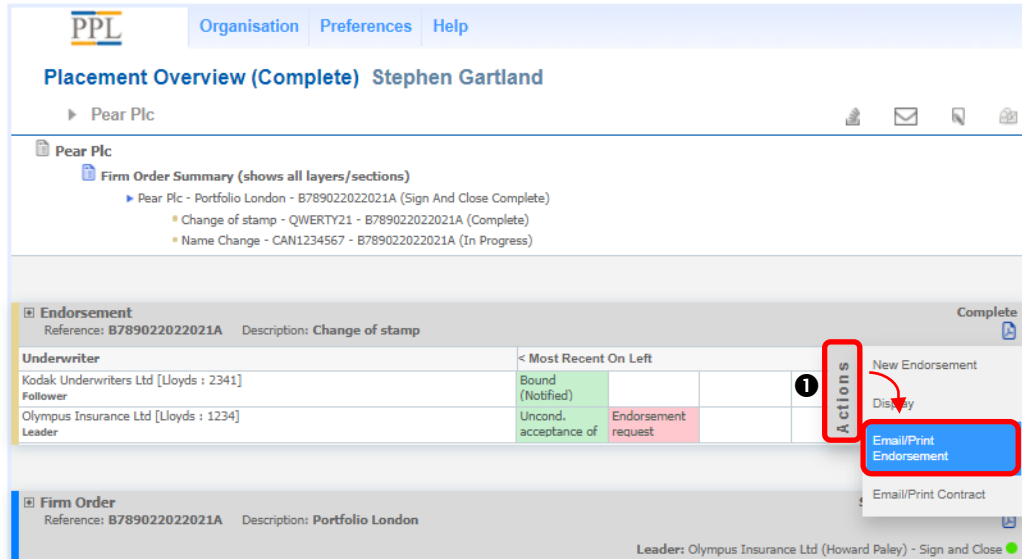 PPL
Organisation Preferences Help
Placement Overview (Complete) Stephen Gartland
Pear Plc
Pear Plc
Firm Order Summary (shows all layers/sections)
Pear Plc - Portfolio London - B789022022021A (Sign And Close Complete)
Change of stamp - QWERTY21 - B789022022021A (Complete)
Name Change - CAN1234567 - B789022022021A (In Progress)
Endorsement Complete
Reference: B789022022021A Description: Change of stamp
Underwriter < Most Recent On Left
Kodak Underwriters Ltd [Lloyds : 2341]
Follower
Bound
(Notified)
Olympus Insurance Ltd [Lloyds : 1234]
Leader
Uncond.
acceptance of
Endorsement
request
1
Actions
New Endorsement
Display
Email/Print
Endorsement
Email/Print Contract
Firm Order
Reference: B789022022021A Description: Portfolio London
Leader: Olympus Insurance Ltd (Howard Paley) - Sign and Close